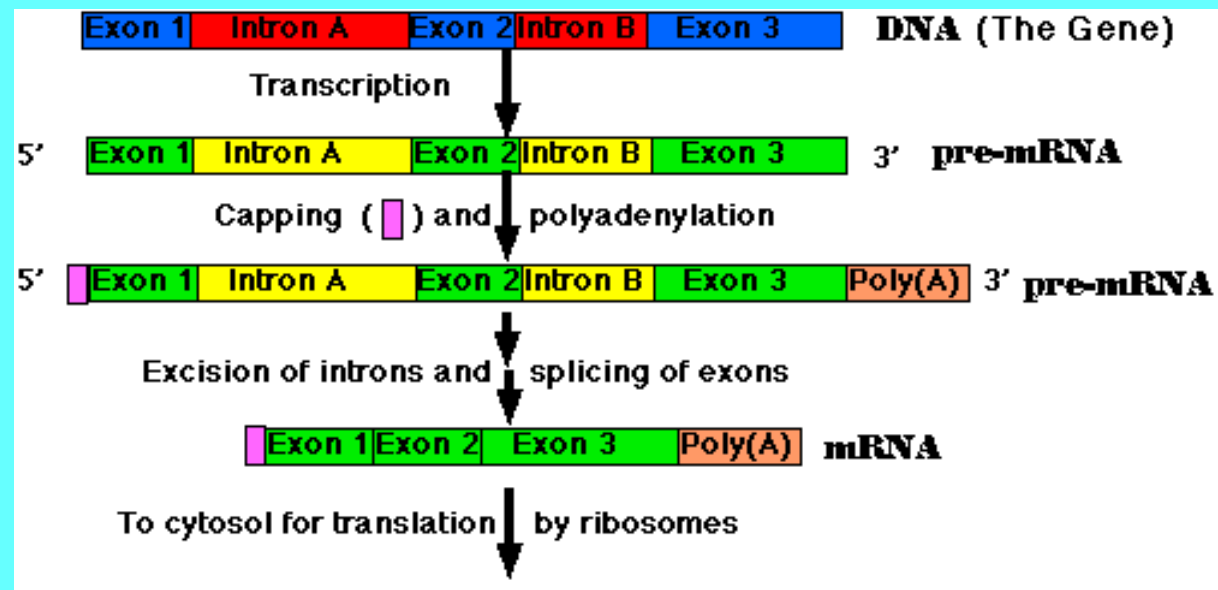 Exon 1 Intron A Exon 2 Intron B Exon 3 DNA (The Gene)
Transcription
5' Exon 1 Intron A Exon 2 Intron B Exon 3 3' pre-mRNA
Capping ( ) and polyadenylation
5' Exon 1 Intron A Exon 2 Intron B Exon 3 Poly(A) 3' pre-mRNA
Excision of introns and splicing of exons
Exon 1 Exon 2 Exon 3 Poly(A) mRNA
To cytosol for translation by ribosomes